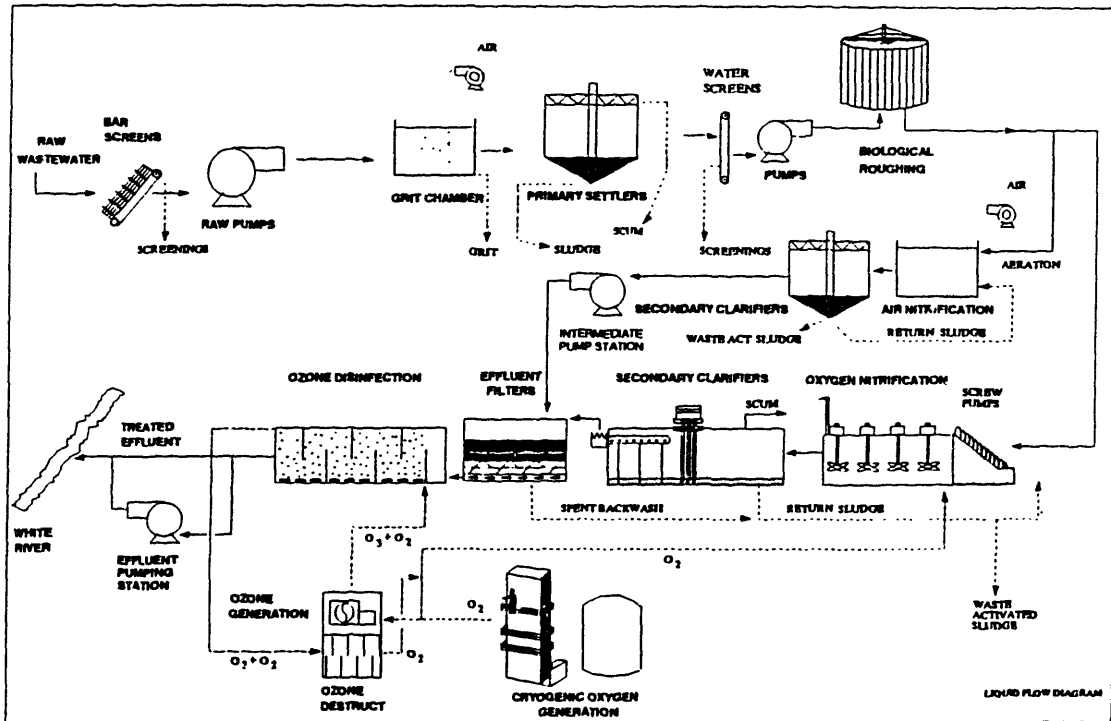 AIR
WATER
SCREENS
BAR
SCREENS
RAW
WASTEWATER
RAW PUMPS
GRIT CHAMBER
PRIMARY SETTLERS
PUMPS
BIOLOGICAL
ROUGHING
SCREENINGS
GRIT
SLUDGE
SCUM
SCREENINGS
AIR
AERATION
SECONDARY CLARIFIERS
AIR NITRIFICATION
INTERMEDIATE
PUMP STATION
WASTE ACT SLUDGE
RETURN SLUDGE
OZONE DISINFECTION
EFFLUENT
FILTERS
SECONDARY CLARIFIERS
OXYGEN NITRIFICATION
SCREW
PUMPS
SCUM
TREATED
EFFLUENT
WHITE
RIVER
EFFLUENT
PUMPING
STATION
SPENT BACKWASH
RETURN SLUDGE
O3 + O2
O2
OZONE
GENERATION
O2
WASTE
ACTIVATED
SLUDGE
O2 + O2
O2
OZONE
DESTRUCT
CRYOGENIC OXYGEN
GENERATION
LIQUID FLOW DIAGRAM